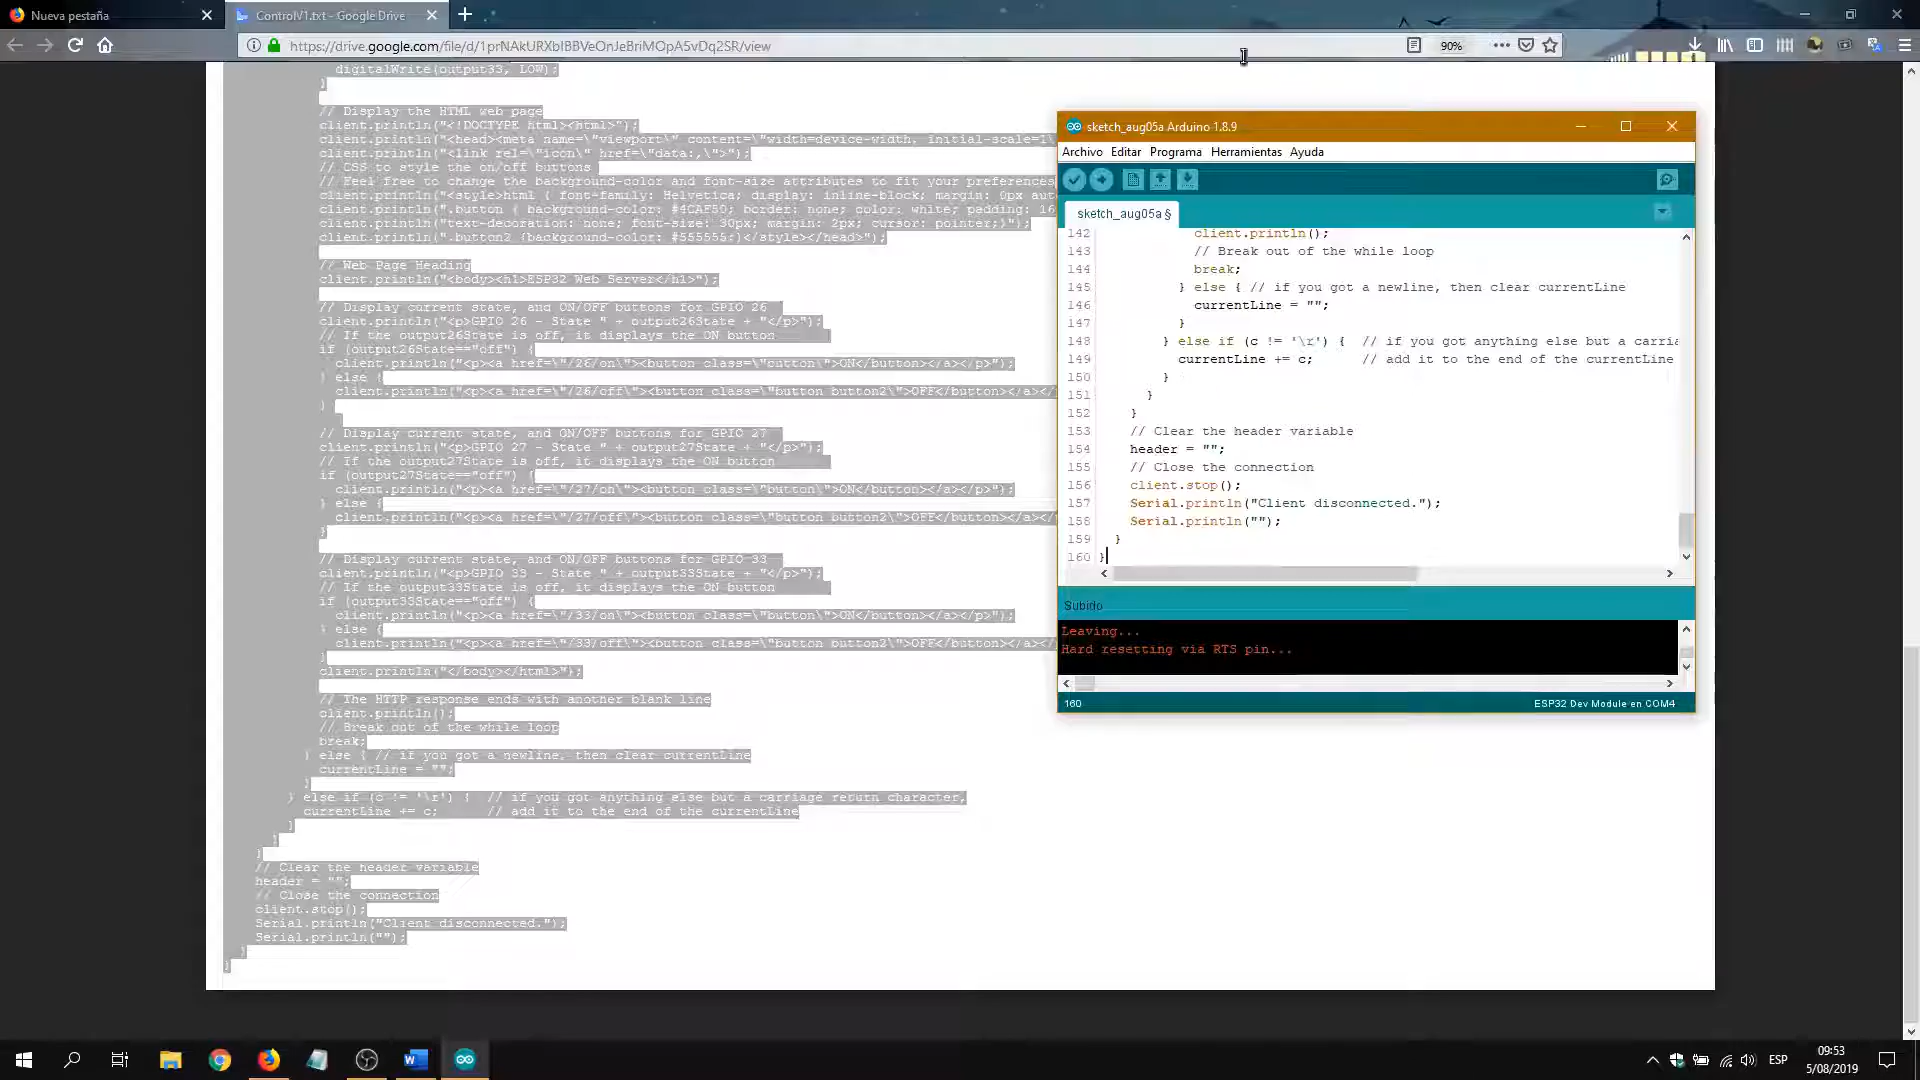 Nueva pestaña
ControlV1.txt - Google Drive
https://drive.google.com/file/d/1prNAkURXbIBBVeOnJeBriMOpA5vDq2SR/view
90%
digitalWrite(output33, LOW);
}
// Display the HTML web page
client.println("<!DOCTYPE html><html>");
client.println("<head><meta name=\"viewport\" content=\"width=device-width, initial-scale=1\
client.println("<link rel=\"icon\" href=\"data:,\">");
// CSS to style the on/off buttons
// Feel free to change the background-color and font-size attributes to fit your preferences
client.println("<style>html { font-family: Helvetica; display: inline-block; margin: 0px aut
client.println(".button { background-color: #4CAF50; border: none; color: white; padding: 16
client.println("text-decoration: none; font-size: 30px; margin: 2px; cursor: pointer;}");
client.println(".button2 {background-color: #555555;}</style></head>");
// Web Page Heading
client.println("<body><h1>ESP32 Web Server</h1>");
// Display current state, and ON/OFF buttons for GPIO 26
client.println("<p>GPIO 26 - State " + output26State + "</p>");
// If the output26State is off, it displays the ON button
if (output26State=="off") {
client.println("<p><a href=\"/26/on\"><button class=\"button\">ON</button></a></p>");
} else {
client.println("<p><a href=\"/26/off\"><button class=\"button button2\">OFF</button></a></
}
// Display current state, and ON/OFF buttons for GPIO 27
client.println("<p>GPIO 27 - State " + output27State + "</p>");
// If the output27State is off, it displays the ON button
if (output27State=="off") {
client.println("<p><a href=\"/27/on\"><button class=\"button\">ON</button></a></p>");
} else {
client.println("<p><a href=\"/27/off\"><button class=\"button button2\">OFF</button></a></
}
// Display current state, and ON/OFF buttons for GPIO 33
client.println("<p>GPIO 33 - State " + output33State + "</p>");
// If the output33State is off, it displays the ON button
if (output33State=="off") {
client.println("<p><a href=\"/33/on\"><button class=\"button\">ON</button></a></p>");
} else {
client.println("<p><a href=\"/33/off\"><button class=\"button button2\">OFF</button></a></
}
client.println("</body></html>");
// The HTTP response ends with another blank line
client.println();
// Break out of the while loop
break;
} else { // if you got a newline, then clear currentLine
currentLine = "";
}
} else if (c != '\r') {  // if you got anything else but a carriage return character,
currentLine += c;      // add it to the end of the currentLine
}
}
}
// Clear the header variable
header = "";
// Close the connection
client.stop();
Serial.println("Client disconnected.");
Serial.println("");
}
}
sketch_aug05a Arduino 1.8.9
Archivo Editar Programa Herramientas Ayuda
sketch_aug05a §
142 client.println();
143 // Break out of the while loop
144 break;
145 } else { // if you got a newline, then clear currentLine
146 currentLine = "";
147 }
148 } else if (c != '\r') {  // if you got anything else but a carria
149 currentLine += c;      // add it to the end of the currentLine
150 }
151 }
152 }
153 // Clear the header variable
154 header = "";
155 // Close the connection
156 client.stop();
157 Serial.println("Client disconnected.");
158 Serial.println("");
159 }
160 }
Subido
Leaving...
Hard resetting via RTS pin...
160
ESP32 Dev Module en COM4
ESP
09:53
5/08/2019